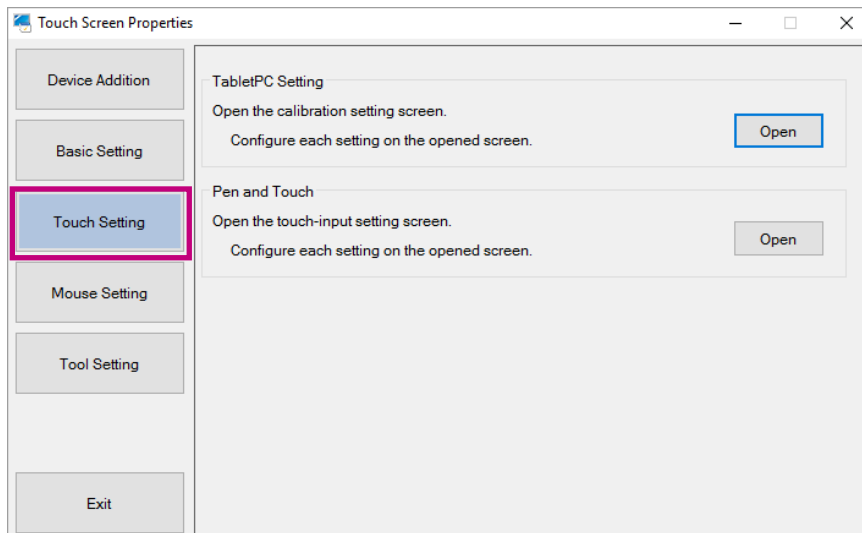 Touch Screen Properties
Device Addition
Basic Setting
Touch Setting
Mouse Setting
Tool Setting
Exit
TabletPC Setting
Open the calibration setting screen.
Configure each setting on the opened screen.
Open
Pen and Touch
Open the touch-input setting screen.
Configure each setting on the opened screen.
Open